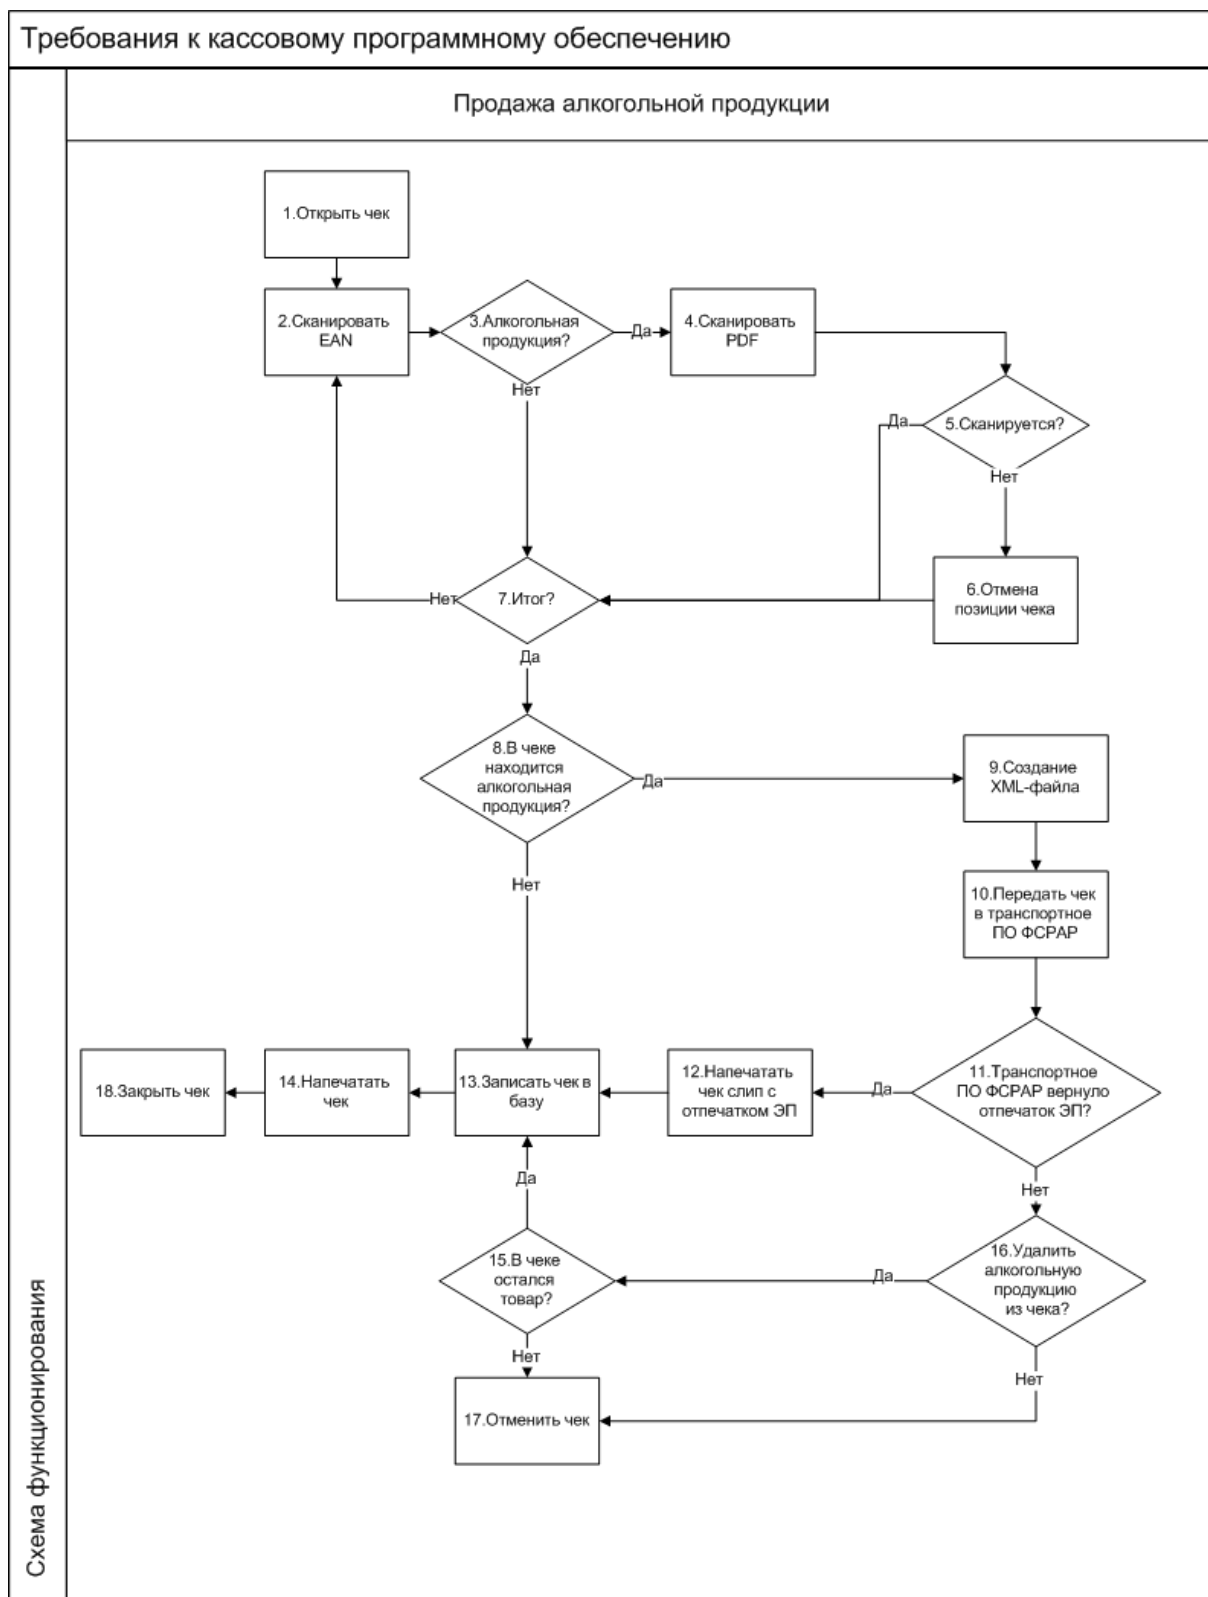 Требования к кассовому программному обеспечению
Продажа алкогольной продукции
1.Открыть чек
2.Сканировать
EAN
3.Алкогольная
продукция?
Да
4.Сканировать
PDF
Нет
Да
5.Сканируется?
Нет
Нет
7.Итог?
6.Отмена
позиции чека
Да
8.В чеке
находится
алкогольная
продукция?
Да
9.Создание
XML-файла
Нет
10.Передать чек
в транспортное
ПО ФСРАР
18.Закрыть чек
14.Напечатать
чек
13.Записать чек в
базу
12.Напечатать
чек слип с
отпечатком ЭП
Да
11.Транспортное
ПО ФСРАР вернуло
отпечаток ЭП?
Да
Нет
15.В чеке
остался
товар?
Да
16.Удалить
алкогольную
продукцию
из чека?
Нет
Нет
17.Отменить чек
Схема функционирования